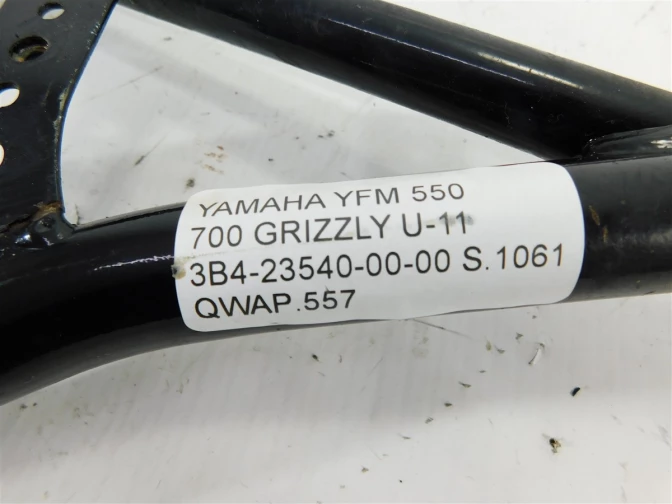 YAMAHA YFM 550
700 GRIZZLY U-11
3B4-23540-00-00 S.1061
QWAP.557